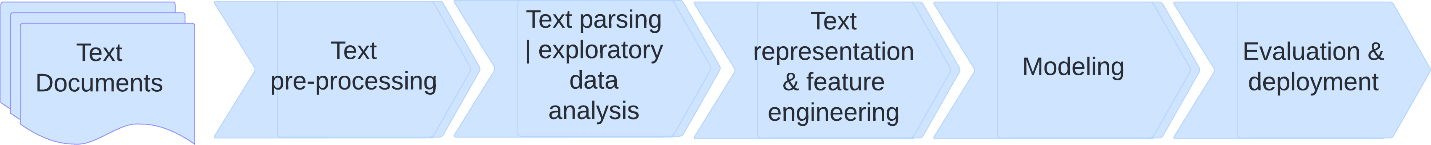 Text
Documents
Text
pre-processing
Text parsing
| exploratory
data
analysis
Text
representation
& feature
engineering
Modeling
Evaluation &
deployment